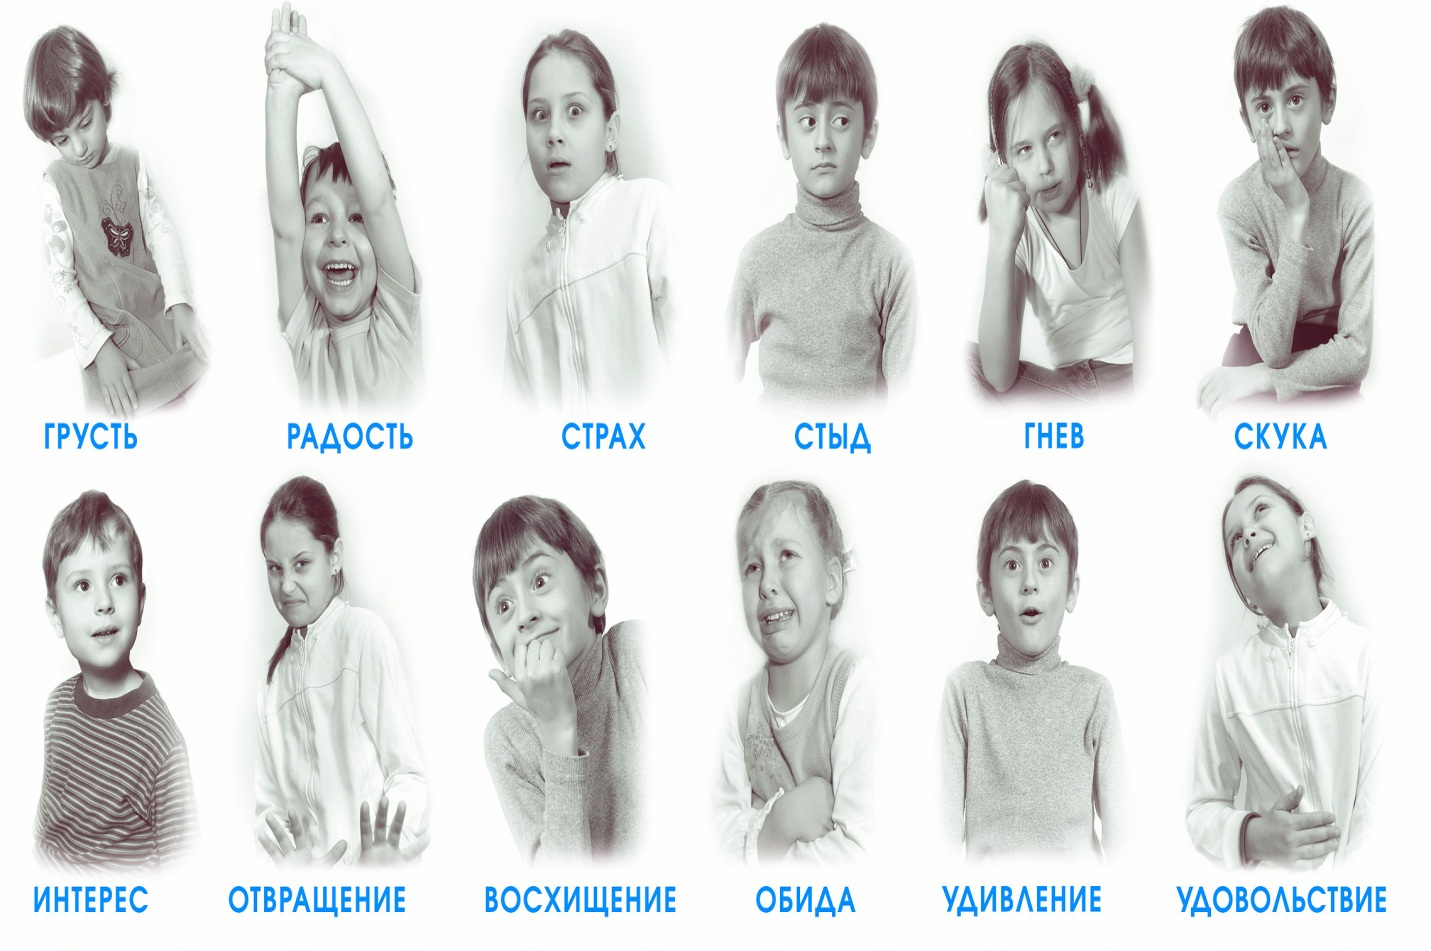 ГРУСТЬ РАДОСТЬ СТРАХ СТЫД ГНЕВ СКУКА
ИНТЕРЕС ОТВРАЩЕНИЕ ВОСХИЩЕНИЕ ОБИДА УДИВЛЕНИЕ УДОВОЛЬСТВИЕ